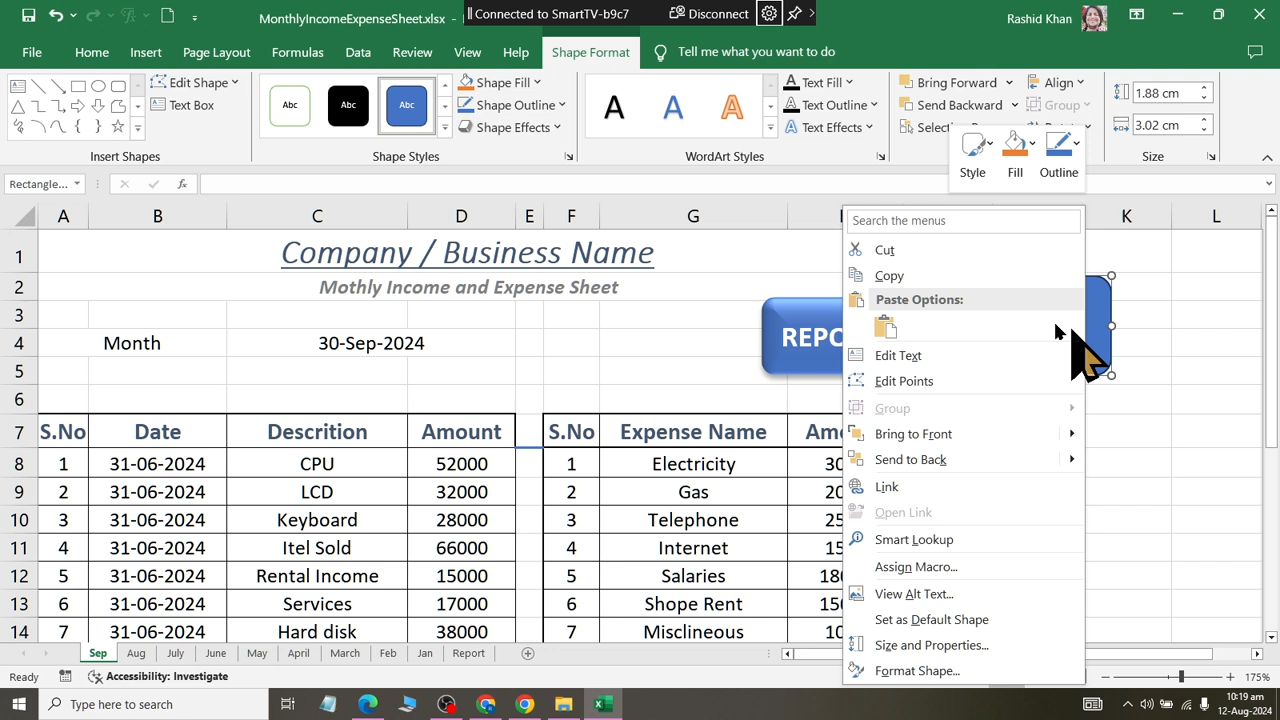 MonthlyIncomeExpenseSheet.xlsx
Connected to SmartTV-b9c7 Disconnect
Rashid Khan
File Home Insert Page Layout Formulas Data Review View Help Shape Format Tell me what you want to do
Edit Shape
Text Box
Insert Shapes
Abc Abc Abc
Shape Fill
Shape Outline
Shape Effects
Shape Styles
A A A
Text Fill
Text Outline
Text Effects
WordArt Styles
Bring Forward
Send Backward
Align
Group
1.88 cm
3.02 cm
Size
Style Fill Outline
Rectangle...
fx
A B C D E F G K L
1 Company / Business Name
2 Mothly Income and Expense Sheet
3
4 Month 30-Sep-2024
REPO
5
6
7 S.No Date Descrition Amount S.No Expense Name Am
8 1 31-06-2024 CPU 52000 1 Electricity 30
9 2 31-06-2024 LCD 32000 2 Gas 20
10 3 31-06-2024 Keyboard 28000 3 Telephone 25
11 4 31-06-2024 Itel Sold 66000 4 Internet 15
12 5 31-06-2024 Rental Income 15000 5 Salaries 180
13 6 31-06-2024 Services 17000 6 Shope Rent 150
14 7 31-06-2024 Hard disk 38000 7 Misclineous 10
Search the menus
Cut
Copy
Paste Options:
Edit Text
Edit Points
Group
Bring to Front
Send to Back
Link
Open Link
Smart Lookup
Assign Macro...
View Alt Text...
Set as Default Shape
Size and Properties...
Format Shape...
Sep Aug July June May April March Feb Jan Report
Ready Accessibility: Investigate 175%
Type here to search
10:19 am
12-Aug-2024